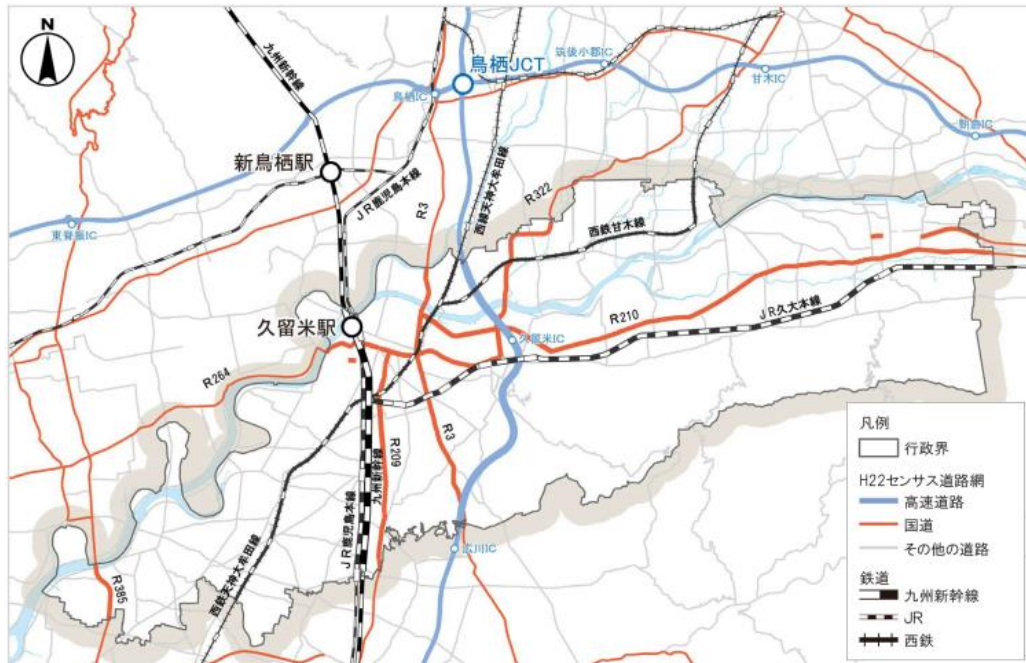 N
九州新幹線
鳥栖JCT
筑後小郡IC
甘木IC
鳥栖IC
朝倉IC
新鳥栖駅
JR鹿児島本線
R3
西鉄天神大牟田線
R322
西鉄甘木線
東脊振IC
久留米駅
R210
JR久大本線
久留米IC
R264
R209
R3
九州新幹線
JR鹿児島本線
西鉄天神大牟田線
広川IC
R385
凡例
行政界
H22センサス道路網
高速道路
国道
その他の道路
鉄道
九州新幹線
JR
西鉄